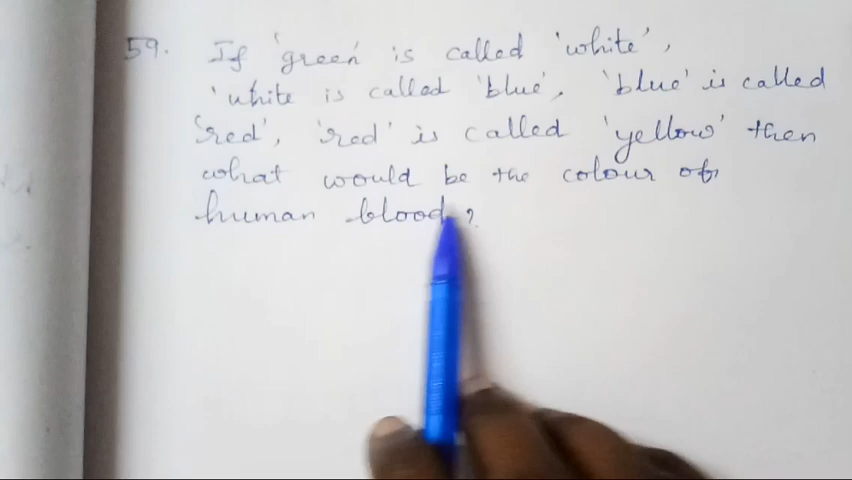 59. If 'green' is called 'white',
'white is called 'blue', 'blue' is called
'red', 'red' is called 'yellow' then
what would be the colour of
human blood?